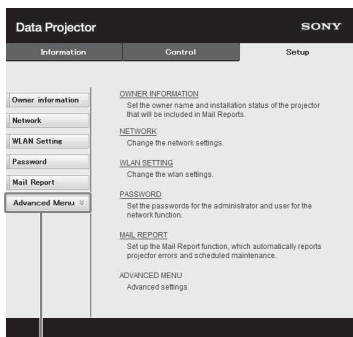 Data Projector
SONY
Information
Control
Setup
Owner information
Network
WLAN Setting
Password
Mail Report
Advanced Menu
OWNER INFORMATION
Set the owner name and installation status of the projector
that will be included in Mail Reports.
NETWORK
Change the network settings.
WLAN SETTING
Change the wlan settings.
PASSWORD
Set the passwords for the administrator and user for the
network function.
MAIL REPORT
Set up the Mail Report function, which automatically reports
projector errors and scheduled maintenance.
ADVANCED MENU
Advanced settings.